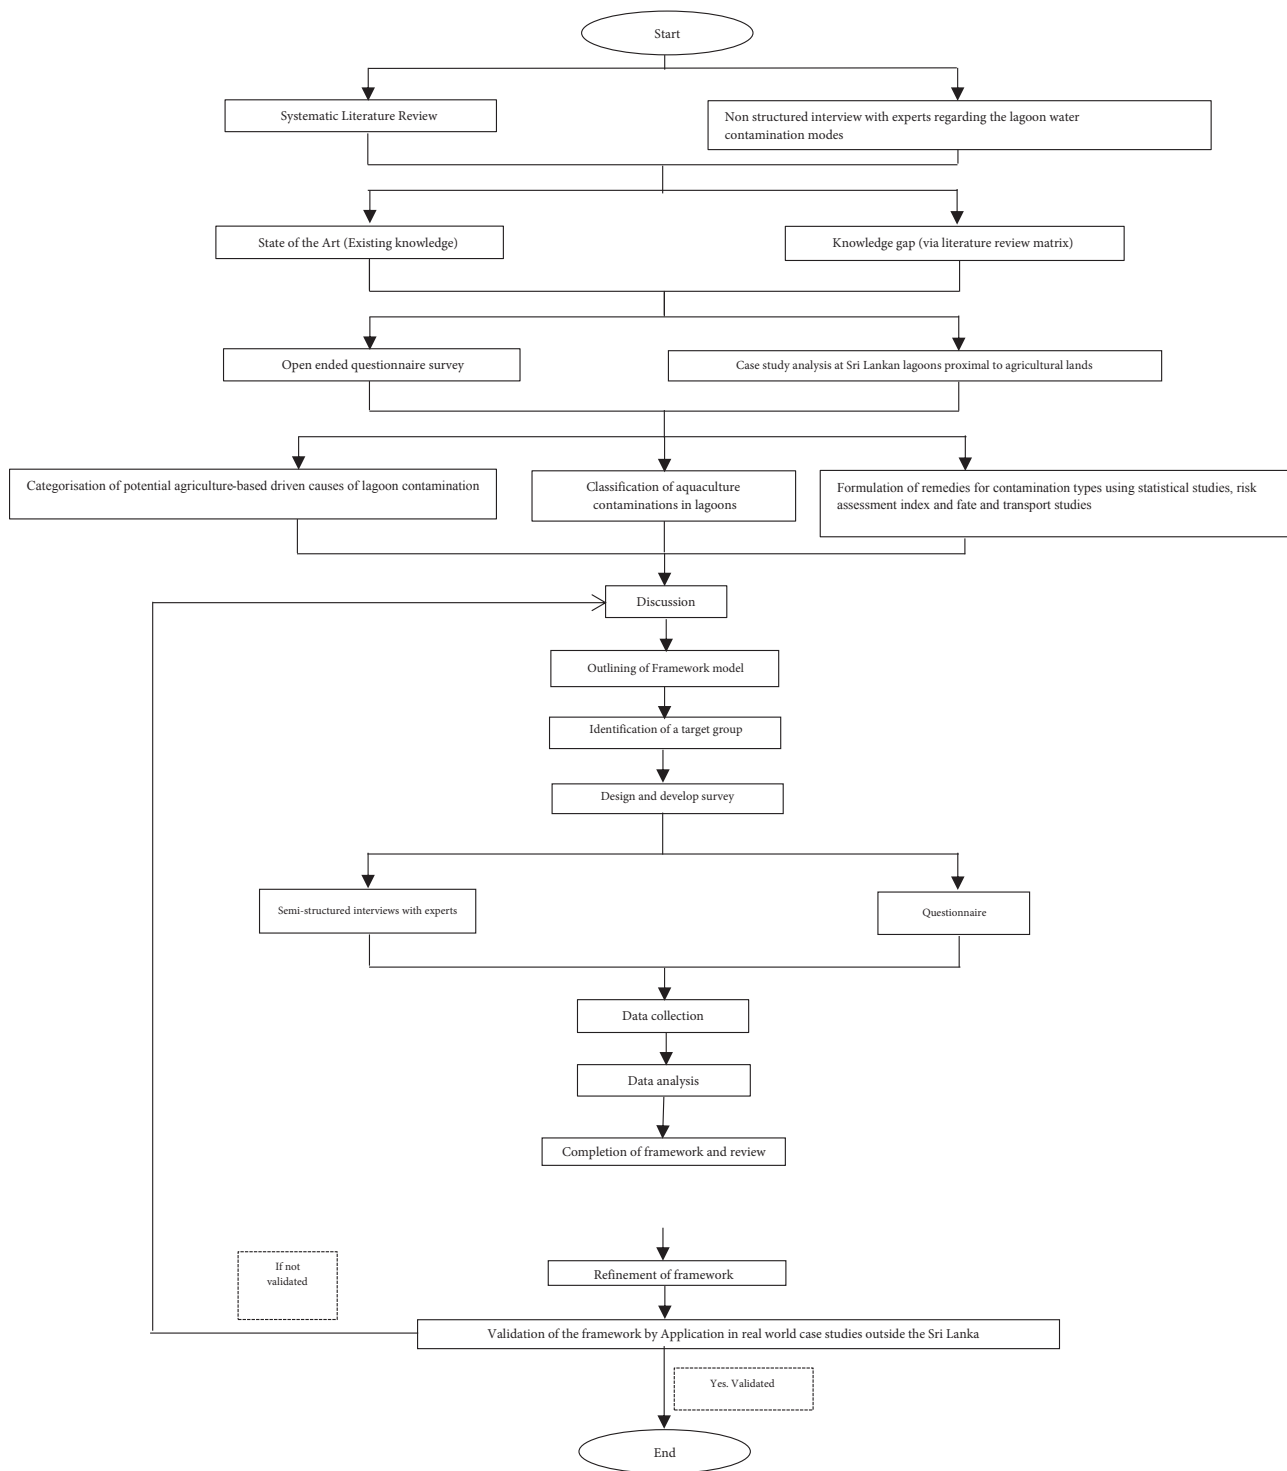 Start
Systematic Literature Review
Non structured interview with experts regarding the lagoon water
contamination modes
State of the Art (Existing knowledge)
Knowledge gap (via literature review matrix)
Open ended questionnaire survey
Case study analysis at Sri Lankan lagoons proximal to agricultural lands
Categorisation of potential agriculture-based driven causes of lagoon contamination
Classification of aquaculture
contaminations in lagoons
Formulation of remedies for contamination types using statistical studies, risk
assessment index and fate and transport studies
Discussion
Outlining of Framework model
Identification of a target group
Design and develop survey
Semi-structured interviews with experts
Questionnaire
Data collection
Data analysis
Completion of framework and review
If not
validated
Refinement of framework
Validation of the framework by Application in real world case studies outside the Sri Lanka
Yes. Validated
End